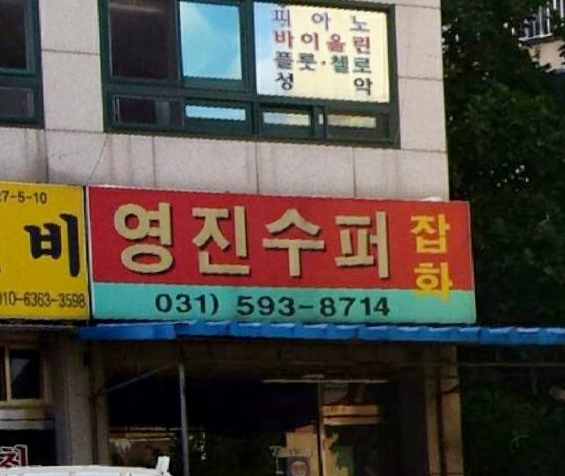 피아노
바이올린
플룻·첼로
성악
27-5-10
비
010-6363-3598
영진수퍼
잡화
031) 593-8714